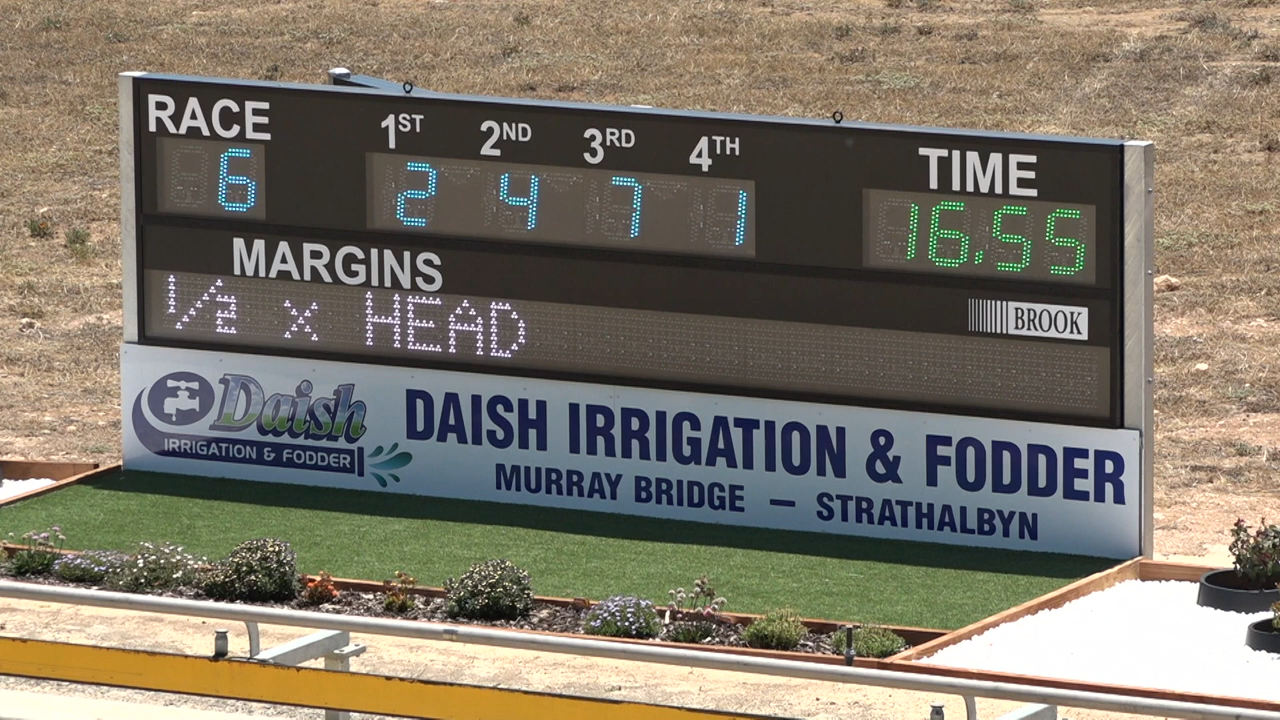 RACE 1ST 2ND 3RD 4TH TIME
6 2 4 7 1 16.55
MARGINS
1/2 x HEAD
BROOK
Daish
IRRIGATION & FODDER
DAISH IRRIGATION & FODDER
MURRAY BRIDGE — STRATHALBYN